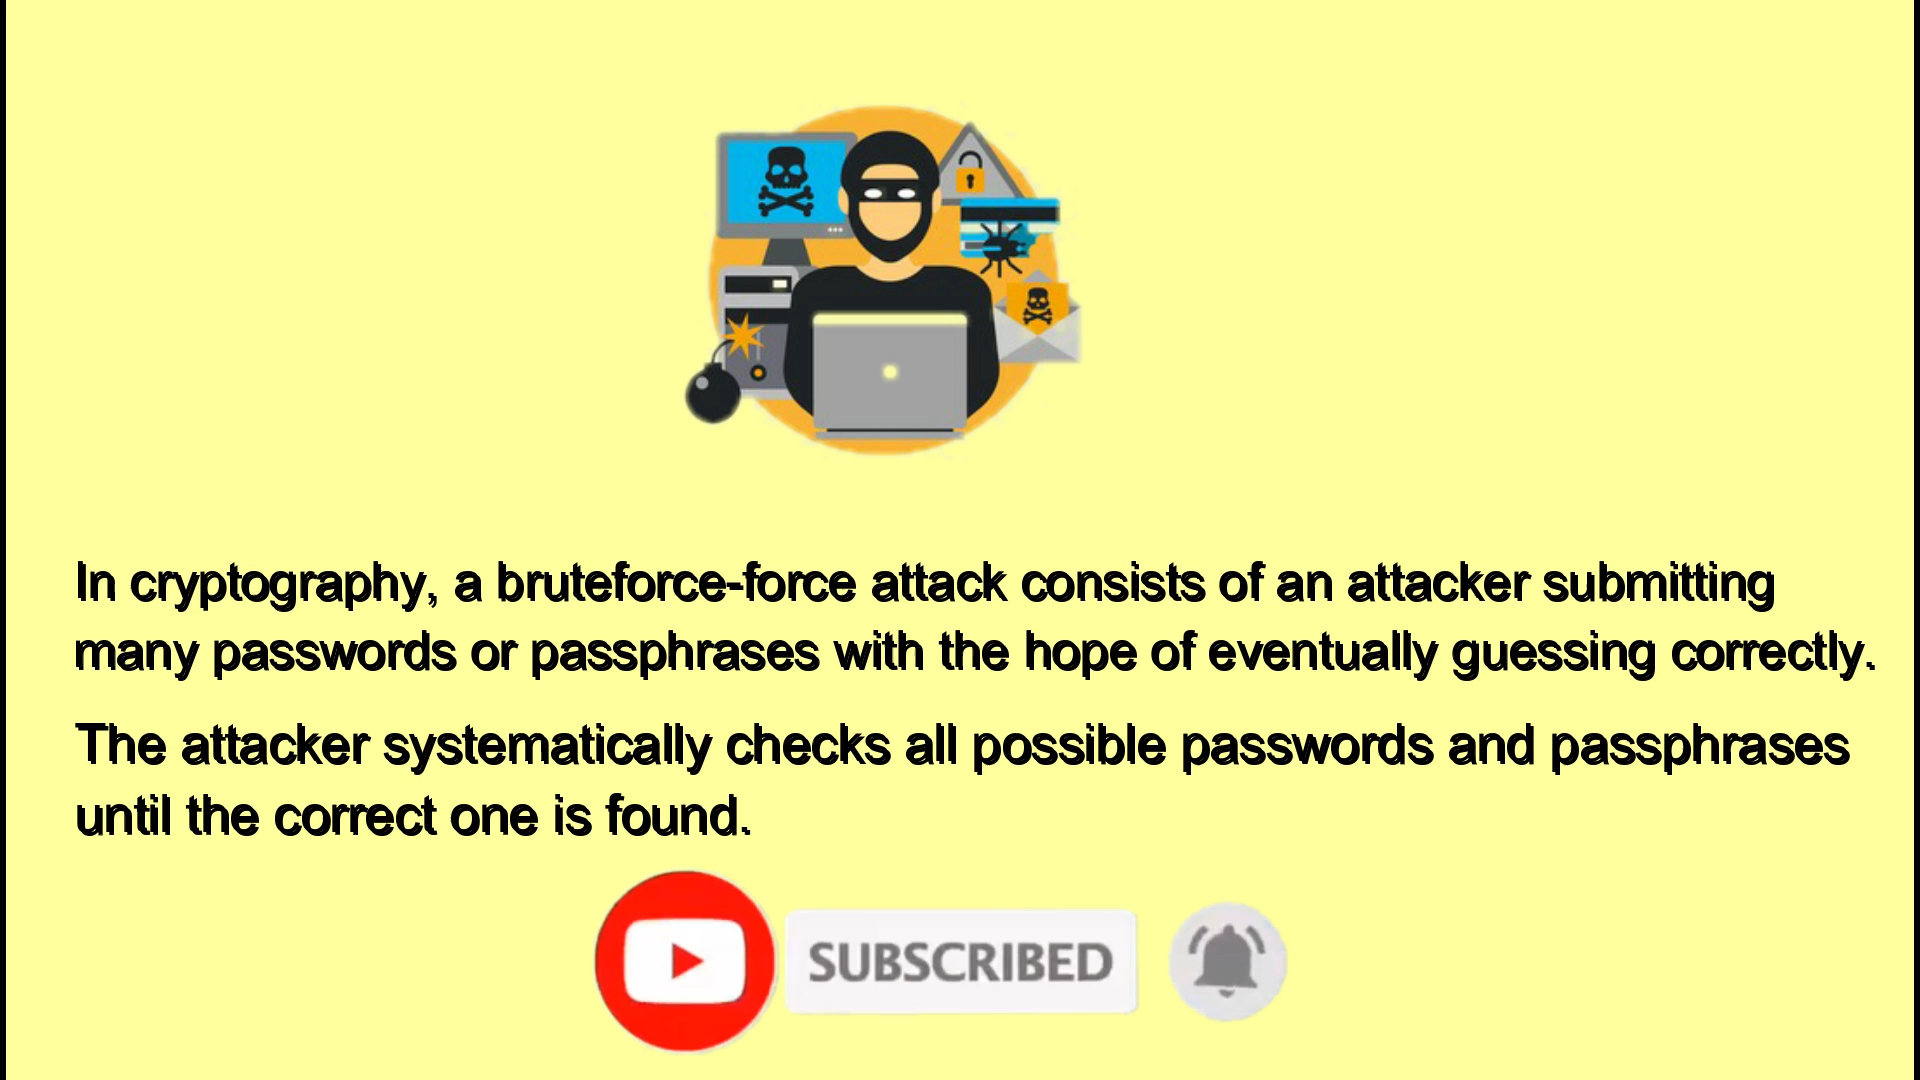 In cryptography, a bruteforce-force attack consists of an attacker submitting
many passwords or passphrases with the hope of eventually guessing correctly.
The attacker systematically checks all possible passwords and passphrases
until the correct one is found.
SUBSCRIBED